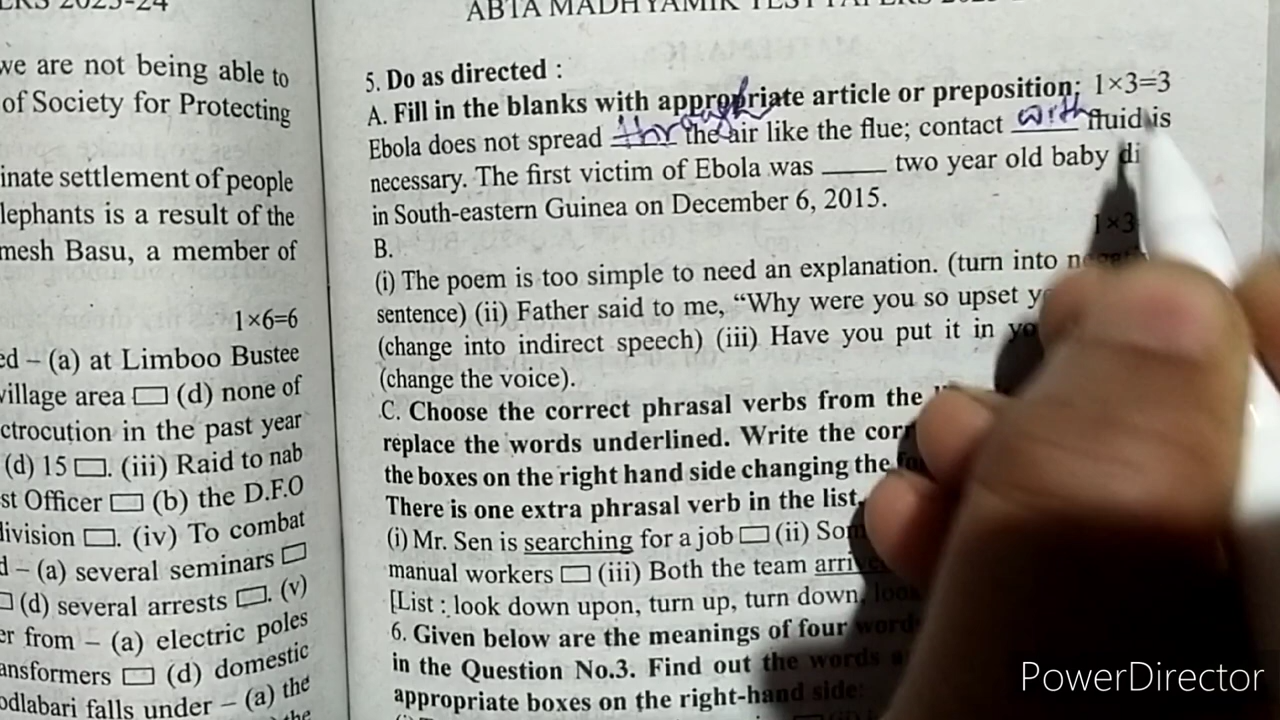 2023-24
ABTA MADHYAMIK TEST PAPERS
we are not being able to
of Society for Protecting
inate settlement of people
lephants is a result of the
mesh Basu, a member of
1×6=6
ed – (a) at Limboo Bustee
village area (d) none of
ctrocution in the past year
(d) 15 . (iii) Raid to nab
st Officer (b) the D.F.O
division . (iv) To combat
d – (a) several seminars
(d) several arrests . (v)
er from – (a) electric poles
ansformers (d) domestic
odlabari falls under – (a) the
5. Do as directed :
A. Fill in the blanks with appropriate article or preposition: 1×3=3
Ebola does not spread through the air like the flue; contact with fluid is
necessary. The first victim of Ebola was ____ two year old baby di
in South-eastern Guinea on December 6, 2015.
B. 1×3
(i) The poem is too simple to need an explanation. (turn into
sentence) (ii) Father said to me, “Why were you so upset
(change into indirect speech) (iii) Have you put it in
(change the voice).
C. Choose the correct phrasal verbs from the
replace the words underlined. Write the
the boxes on the right hand side changing the
There is one extra phrasal verb in the list.
(i) Mr. Sen is searching for a job (ii)
manual workers (iii) Both the team
[List : look down upon, turn up, turn down,
6. Given below are the meanings of four
in the Question No.3. Find out the words
appropriate boxes on the right-hand side:
PowerDirector